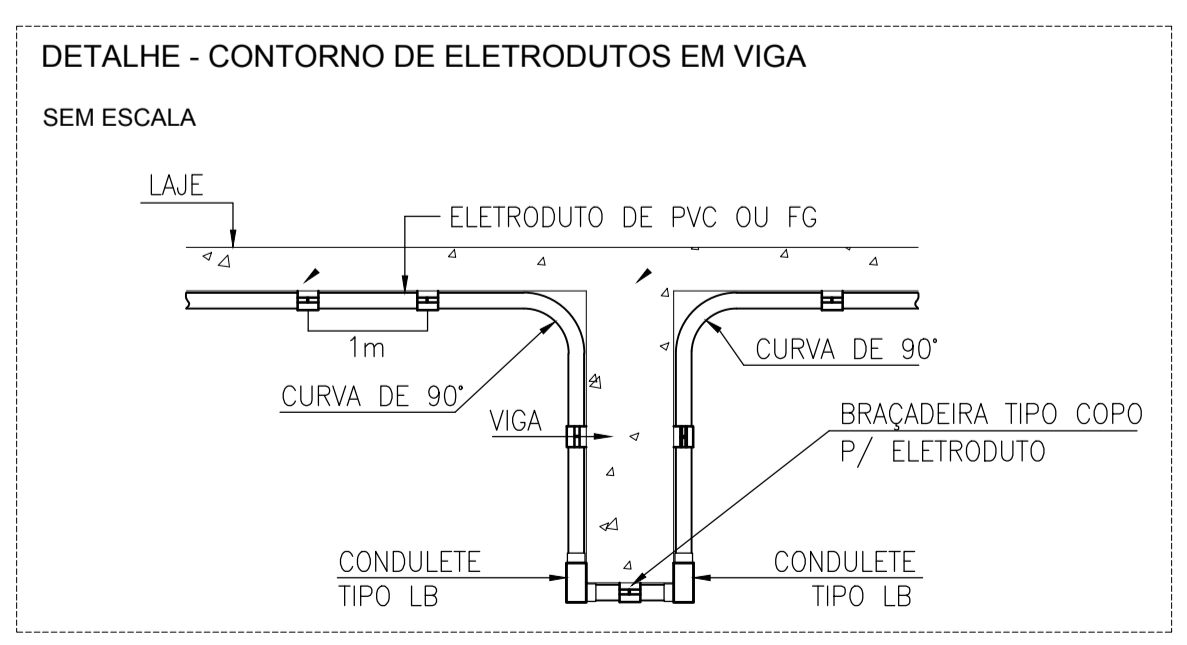 DETALHE - CONTORNO DE ELETRODUTOS EM VIGA
SEM ESCALA
LAJE
ELETRODUTO DE PVC OU FG
1m
CURVA DE 90°
CURVA DE 90°
VIGA
BRAÇADEIRA TIPO COPO
P/ ELETRODUTO
CONDULETE
TIPO LB
CONDULETE
TIPO LB